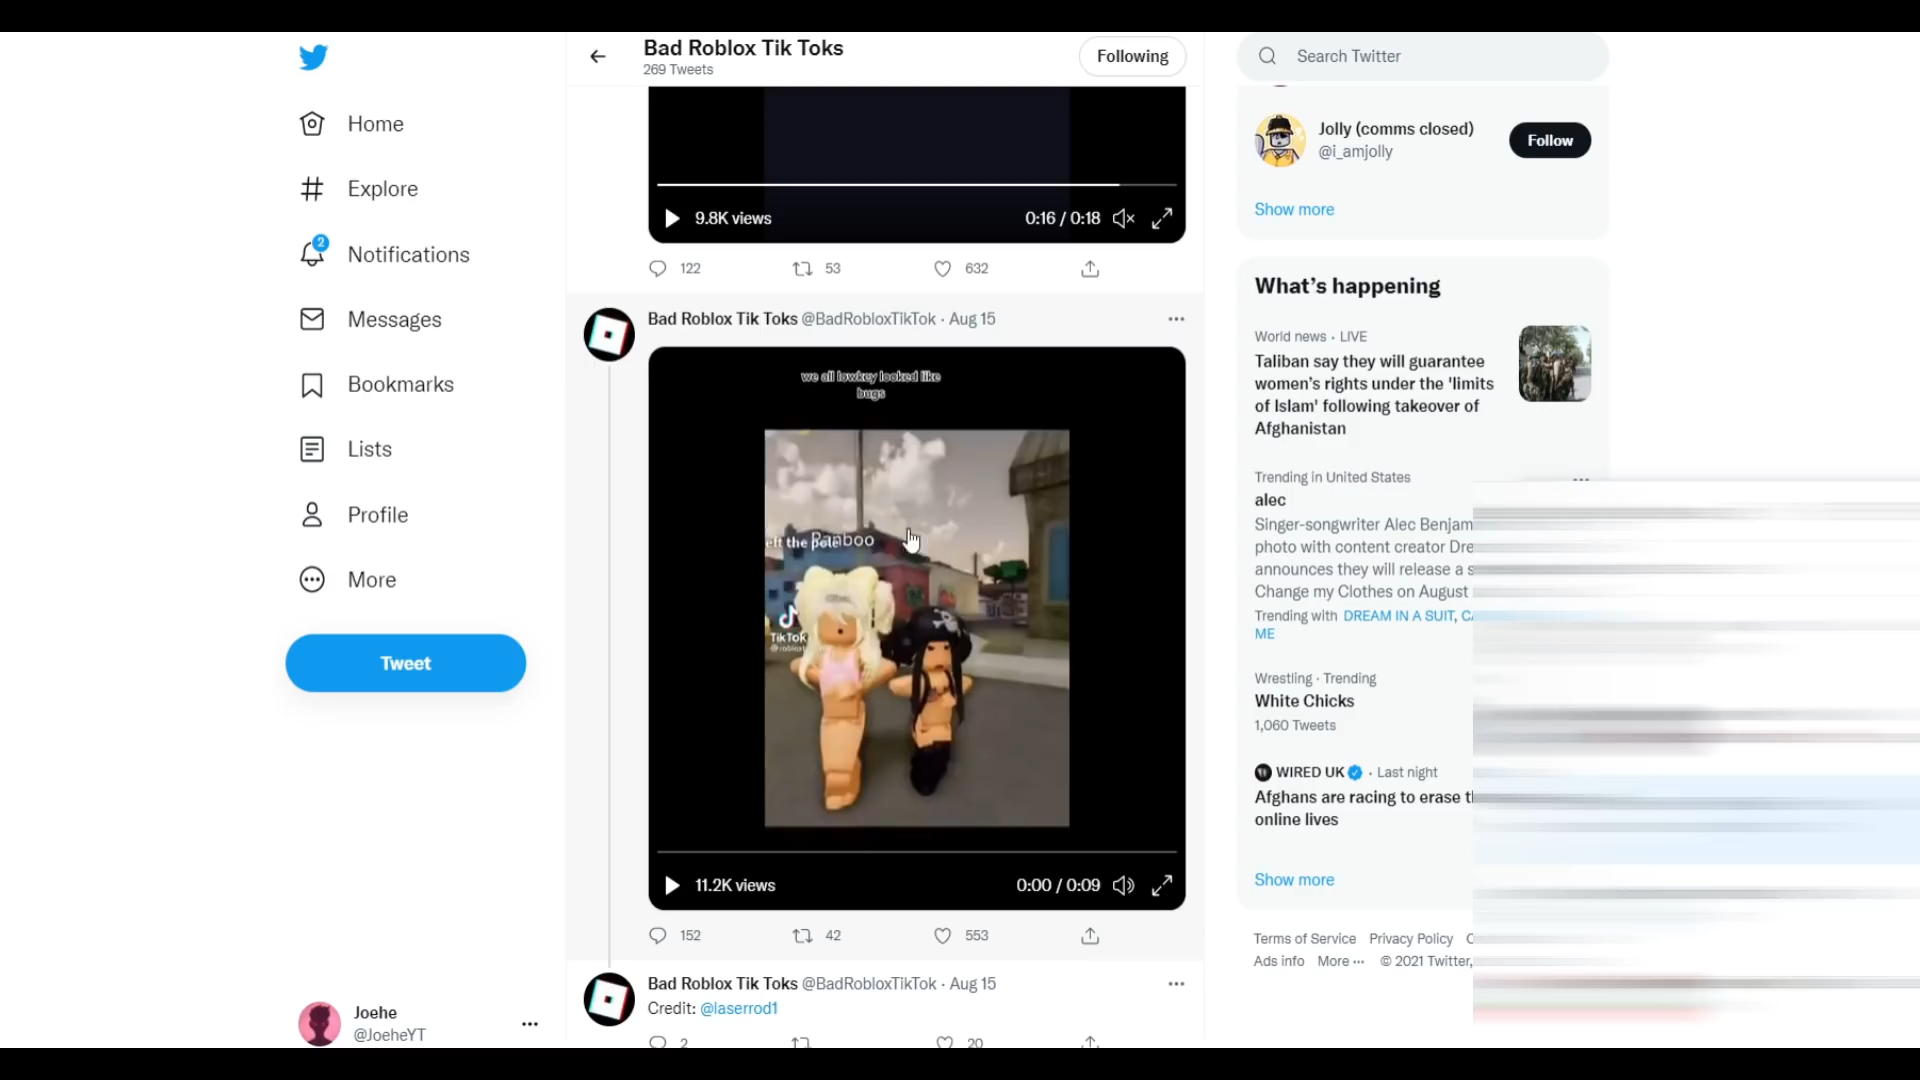 Bad Roblox Tik Toks
269 Tweets
Following
Search Twitter
Home
Explore
2
Notifications
Messages
Bookmarks
Lists
Profile
More
Tweet
Joehe
@JoeheYT
9.8K views
0:16 / 0:18
122
53
632
Bad Roblox Tik Toks @BadRobloxTikTok · Aug 15
we all lowkey looked like
bugs
eft the pole
Ranboo
TikTok
11.2K views
0:00 / 0:09
152
42
553
Bad Roblox Tik Toks @BadRobloxTikTok · Aug 15
Credit: @laserrod1
2
20
Jolly (comms closed)
@i_amjolly
Follow
Show more
What's happening
World news · LIVE
Taliban say they will guarantee
women's rights under the 'limits
of Islam' following takeover of
Afghanistan
Trending in United States
alec
Singer-songwriter Alec Benjam
photo with content creator Dre
announces they will release a s
Change my Clothes on August
Trending with DREAM IN A SUIT, CA
ME
Wrestling · Trending
White Chicks
1,060 Tweets
WIRED UK · Last night
Afghans are racing to erase th
online lives
Show more
Terms of Service Privacy Policy C
Ads info More ··· © 2021 Twitter,